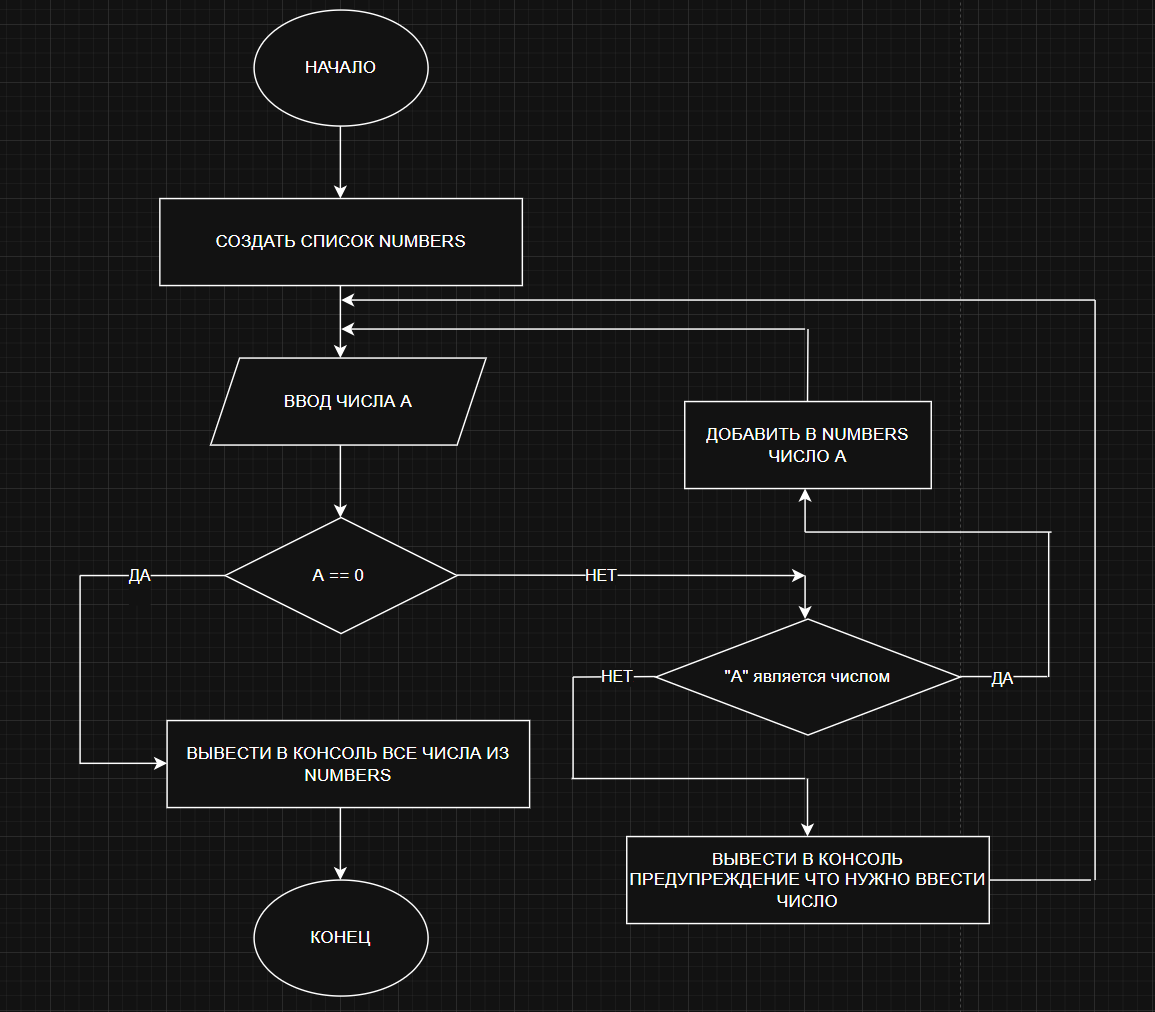 НАЧАЛО
СОЗДАТЬ СПИСОК NUMBERS
ВВОД ЧИСЛА А
ДОБАВИТЬ В NUMBERS
ЧИСЛО А
А == 0
ДА
НЕТ
"А" является числом
НЕТ
ДА
ВЫВЕСТИ В КОНСОЛЬ ВСЕ ЧИСЛА ИЗ
NUMBERS
ВЫВЕСТИ В КОНСОЛЬ
ПРЕДУПРЕЖДЕНИЕ ЧТО НУЖНО ВВЕСТИ
ЧИСЛО
КОНЕЦ